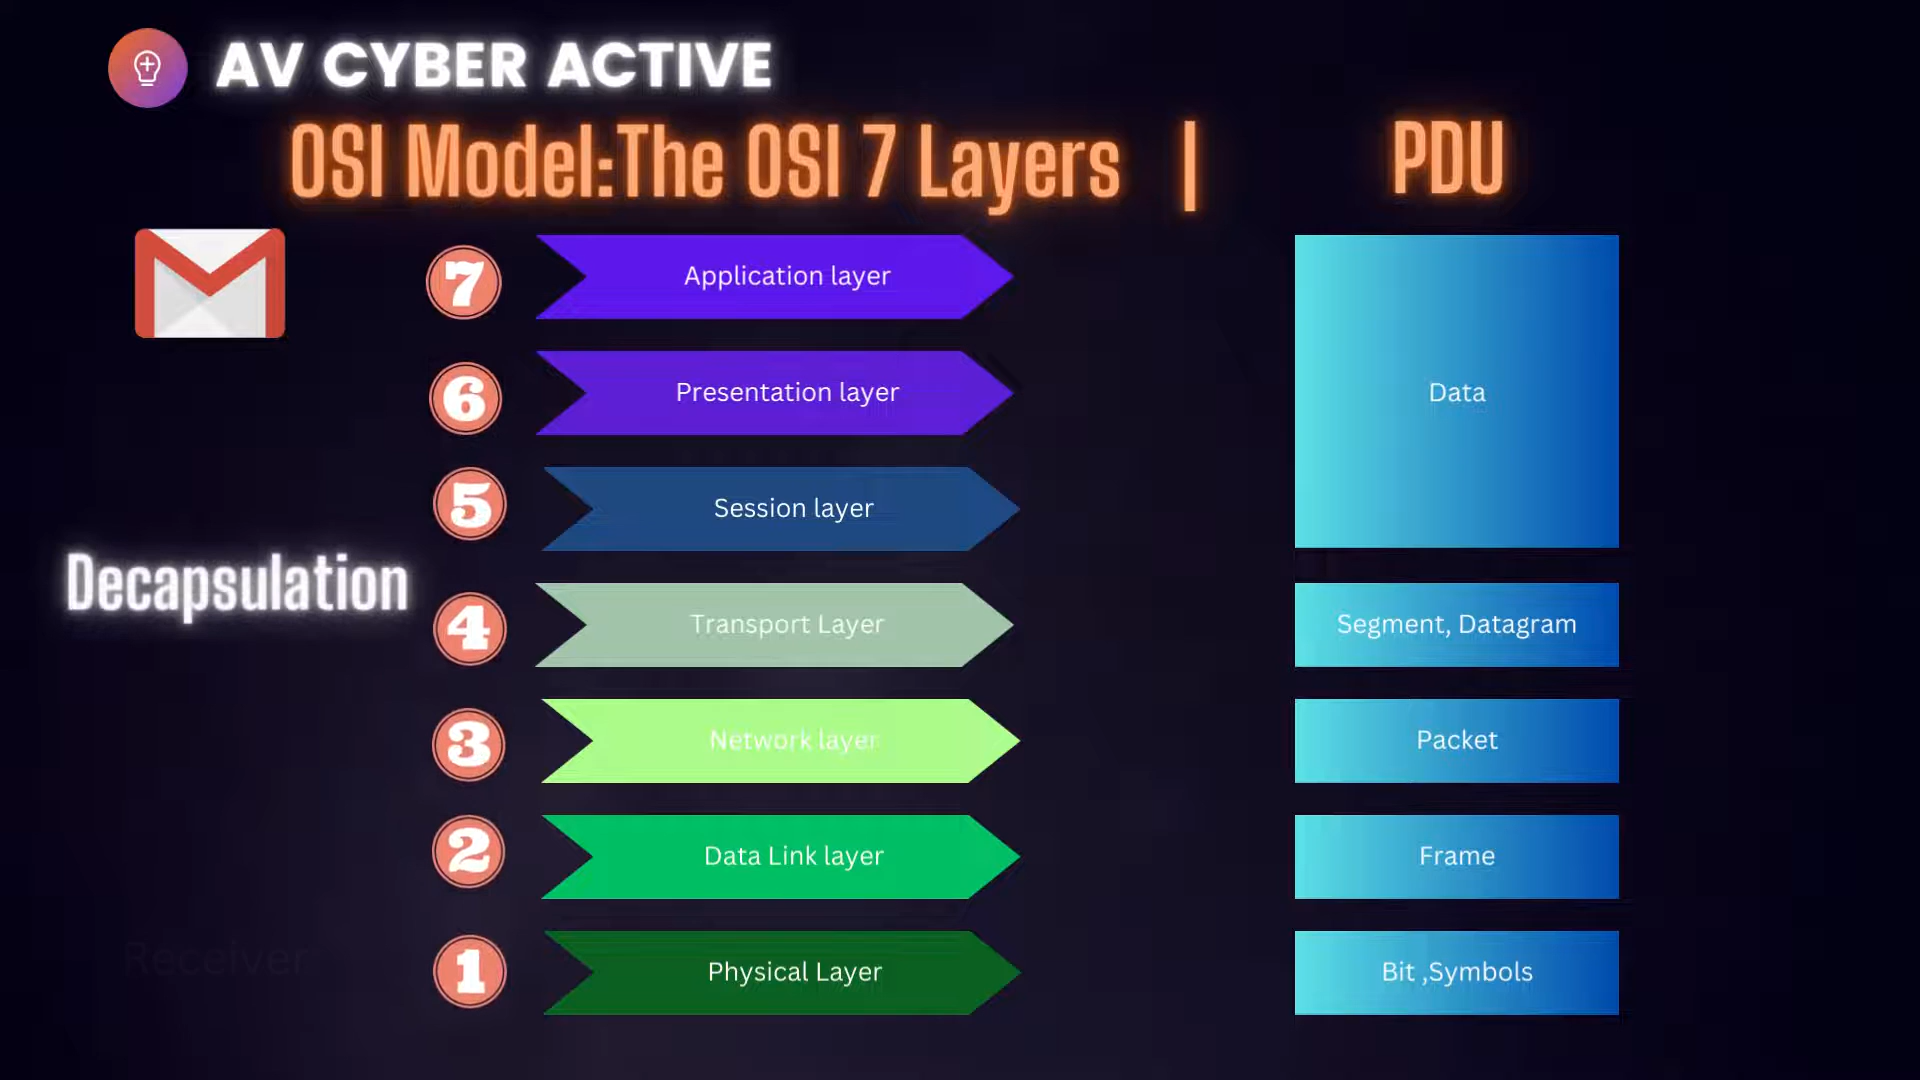 AV CYBER ACTIVE
OSI Model:The OSI 7 Layers | PDU
7 Application layer
6 Presentation layer
Data
5 Session layer
Decapsulation
4 Transport Layer Segment, Datagram
3 Network layer Packet
2 Data Link layer Frame
Receiver
1 Physical Layer Bit ,Symbols